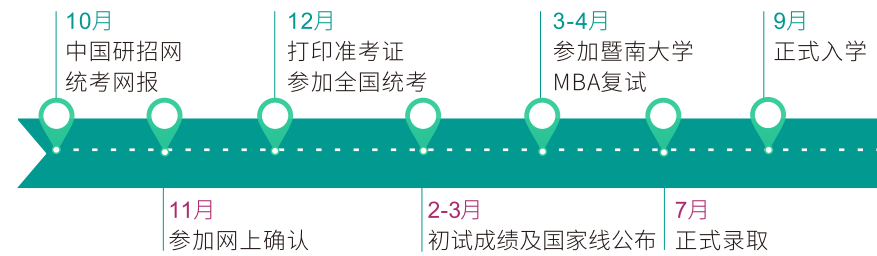 10月
中国研招网
统考网报
12月
打印准考证
参加全国统考
3-4月
参加暨南大学
MBA复试
9月
正式入学
11月
参加网上确认
2-3月
初试成绩及国家线公布
7月
正式录取